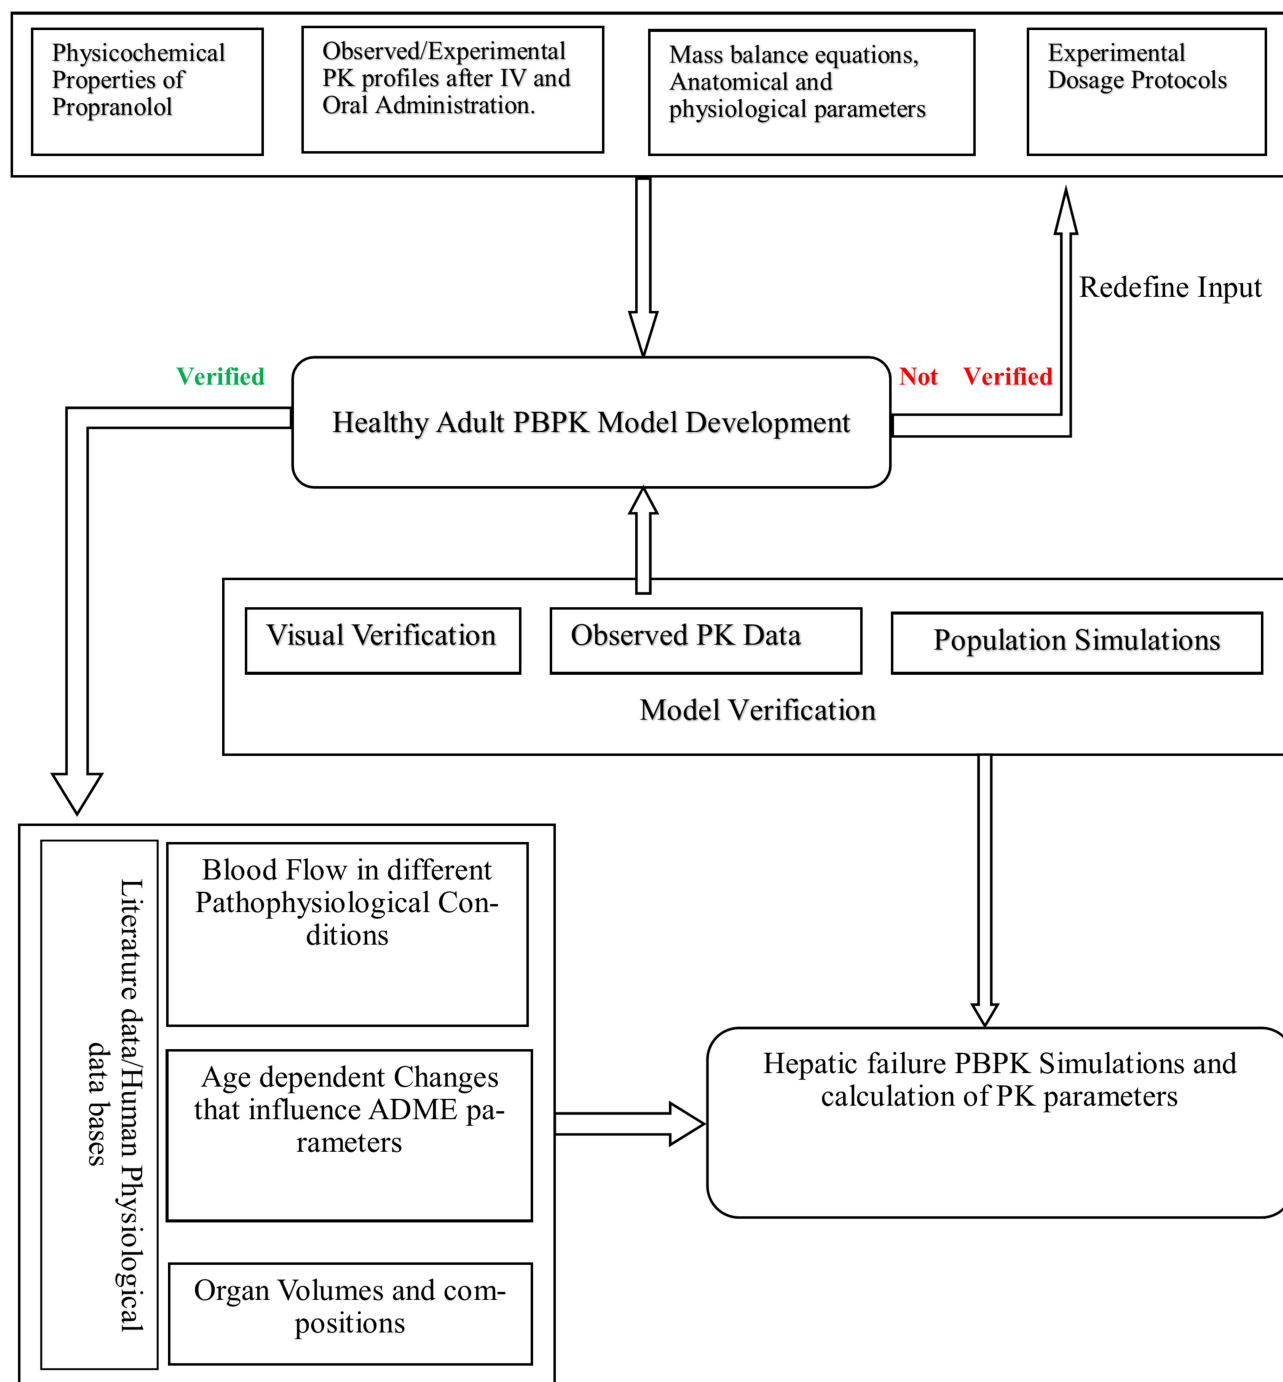 Physicochemical
Properties of
Propranolol
Observed/Experimental
PK profiles after IV and
Oral Administration.
Mass balance equations,
Anatomical and
physiological parameters
Experimental
Dosage Protocols
Redefine Input
Verified
Not Verified
Healthy Adult PBPK Model Development
Visual Verification
Observed PK Data
Population Simulations
Model Verification
Literature data/Human Physiological
data bases
Blood Flow in different
Pathophysiological Con-
ditions
Age dependent Changes
that influence ADME pa-
rameters
Organ Volumes and com-
positions
Hepatic failure PBPK Simulations and
calculation of PK parameters